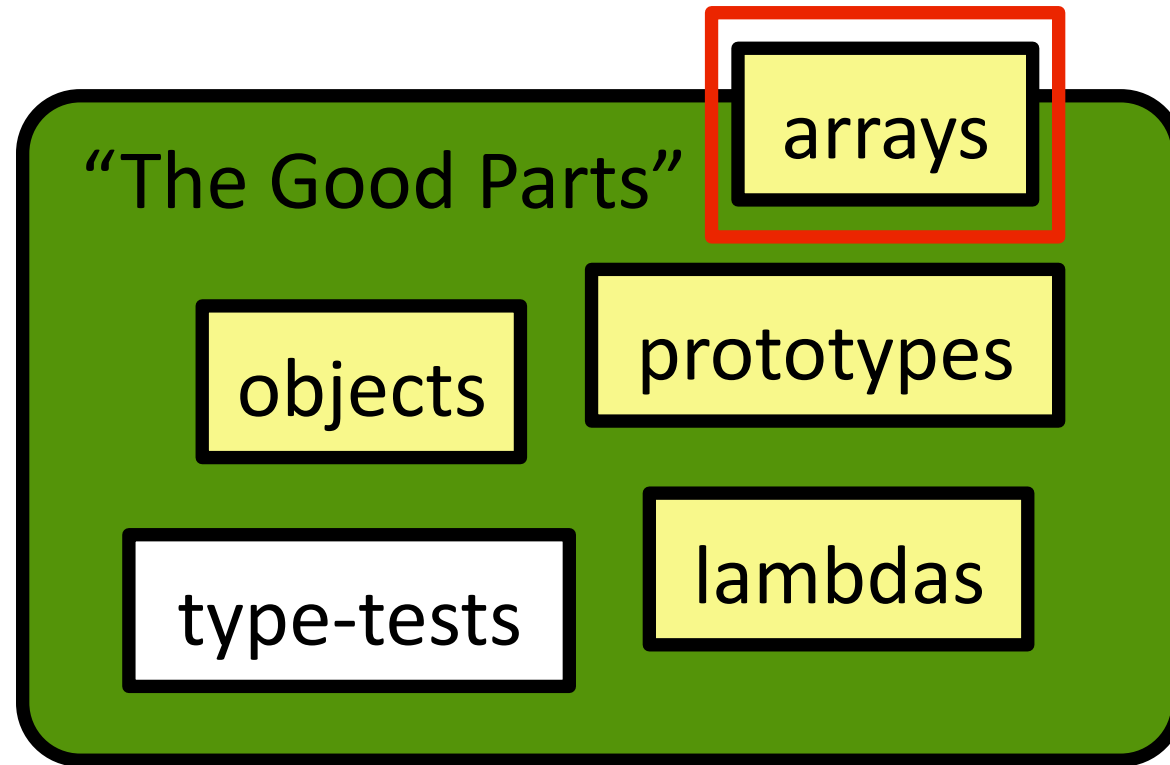 arrays
“The Good Parts”
prototypes
objects
lambdas
type-tests